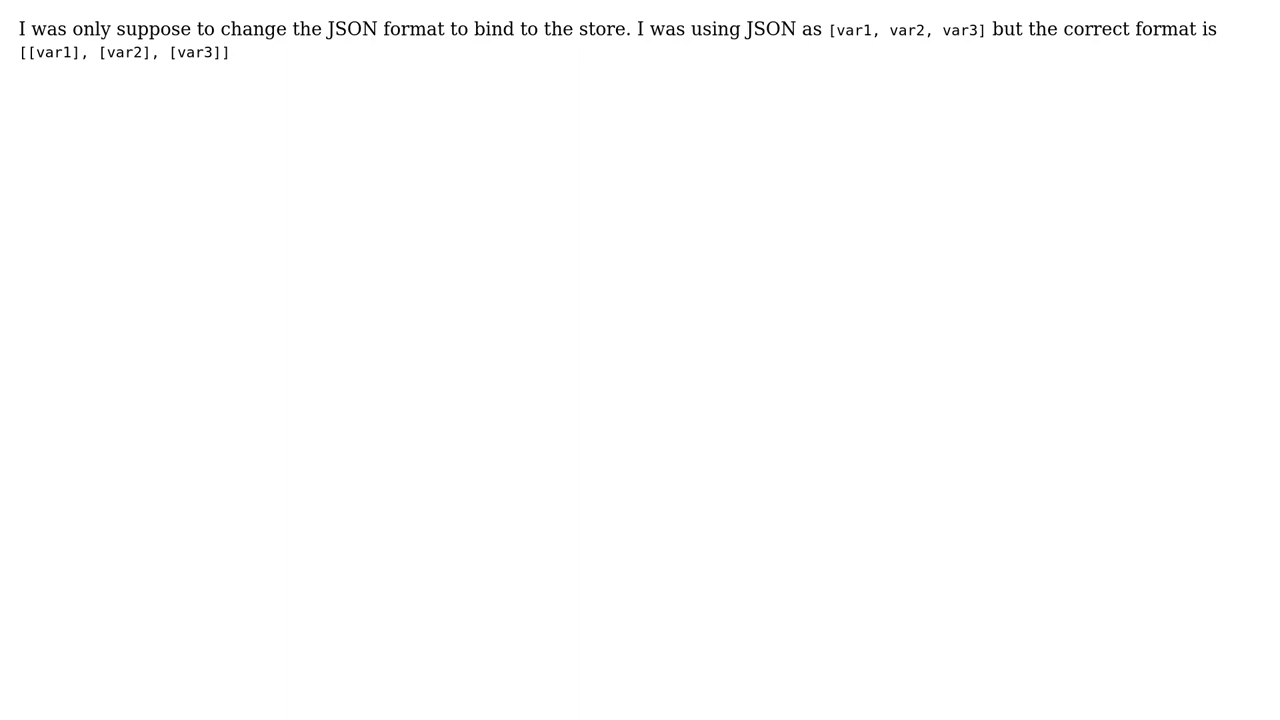 I was only suppose to change the JSON format to bind to the store. I was using JSON as [var1, var2, var3] but the correct format is
[[var1], [var2], [var3]]